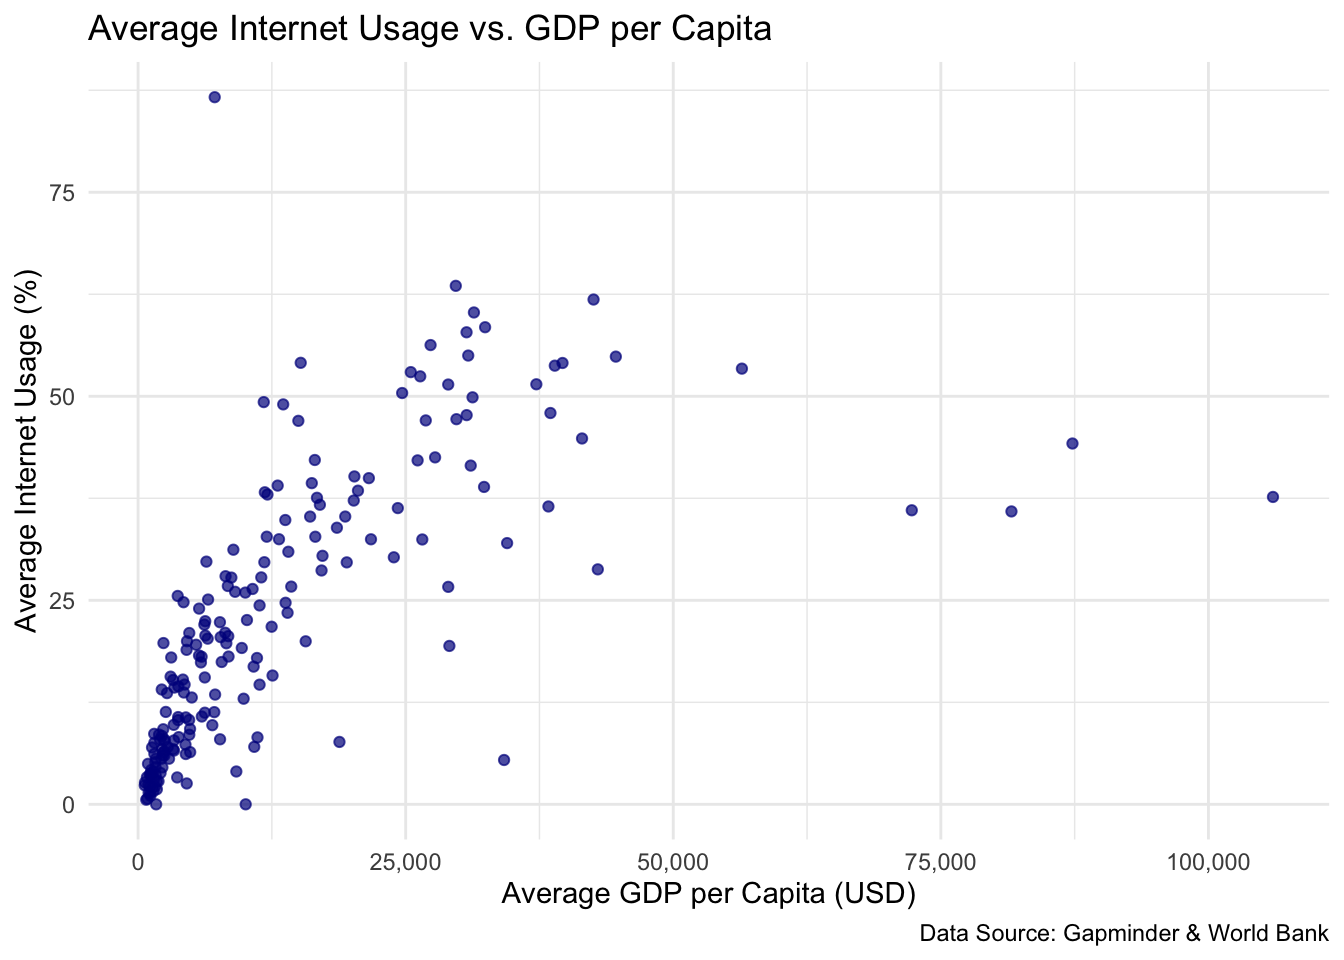 Average Internet Usage vs. GDP per Capita
Average Internet Usage (%)
75
50
25
0
0 25,000 50,000 75,000 100,000
Average GDP per Capita (USD)
Data Source: Gapminder & World Bank